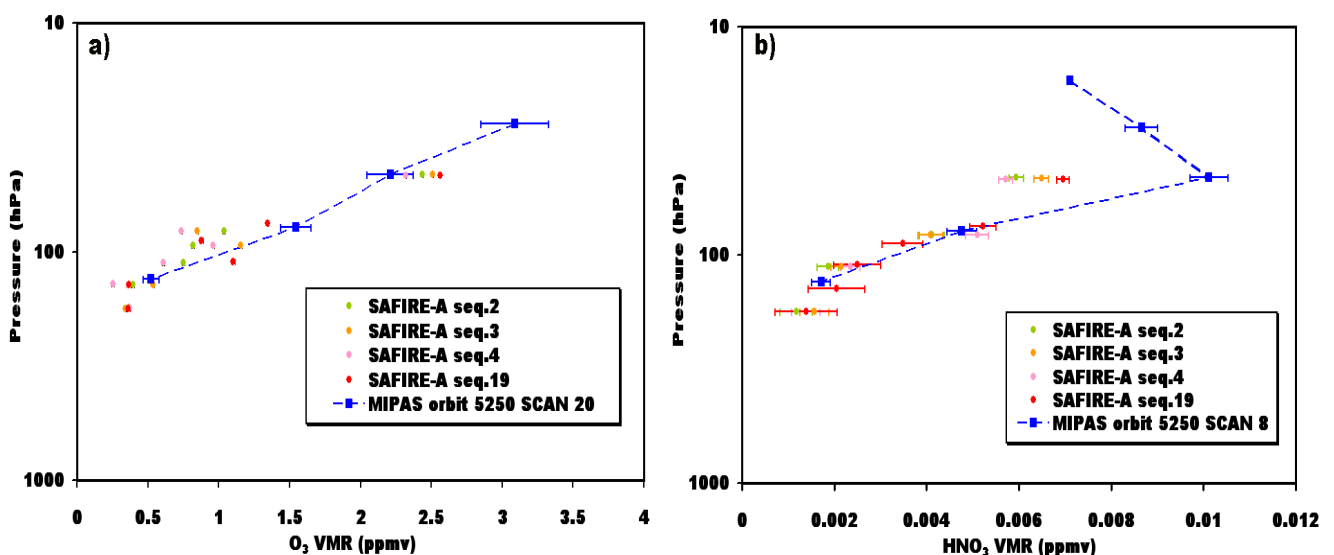 a)
10
100
1000
Pressure (hPa)
0 0.5 1 1.5 2 2.5 3 3.5 4
O₃ VMR (ppmv)
SAFIRE-A seq.2
SAFIRE-A seq.3
SAFIRE-A seq.4
SAFIRE-A seq.19
MIPAS orbit 5250 SCAN 20
b)
10
100
1000
Pressure (hPa)
0 0.002 0.004 0.006 0.008 0.01 0.012
HNO₃ VMR (ppmv)
SAFIRE-A seq.2
SAFIRE-A seq.3
SAFIRE-A seq.4
SAFIRE-A seq.19
MIPAS orbit 5250 SCAN 8